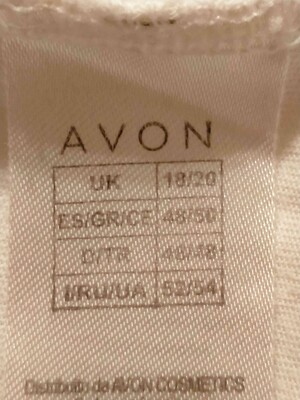 AVON
UK 18/20
ES/GR/CE 48/50
D/TR 46/48
I/RU/UA 52/54
Distribuito da AVON COSMETICS